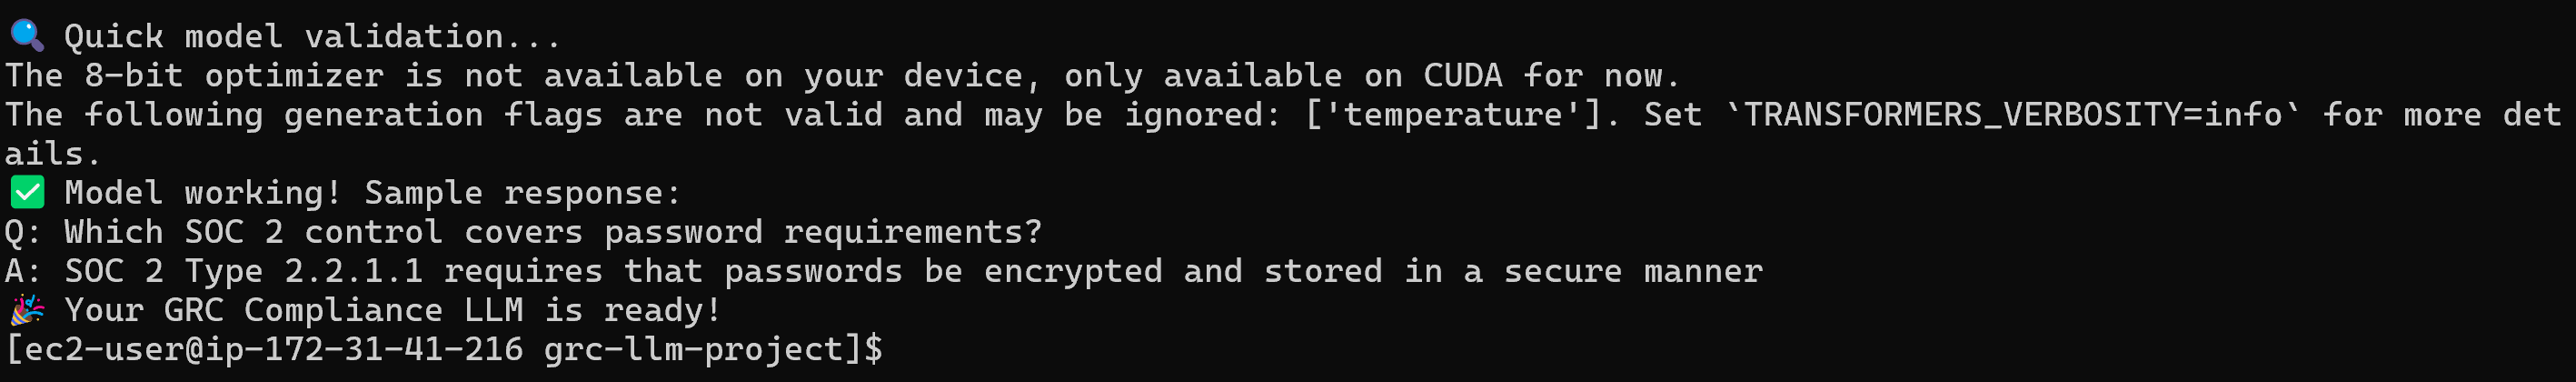 🔍 Quick model validation...
The 8-bit optimizer is not available on your device, only available on CUDA for now.
The following generation flags are not valid and may be ignored: ['temperature']. Set `TRANSFORMERS_VERBOSITY=info` for more det
ails.
✅ Model working! Sample response:
Q: Which SOC 2 control covers password requirements?
A: SOC 2 Type 2.2.1.1 requires that passwords be encrypted and stored in a secure manner
🎉 Your GRC Compliance LLM is ready!
[ec2-user@ip-172-31-41-216 grc-llm-project]$